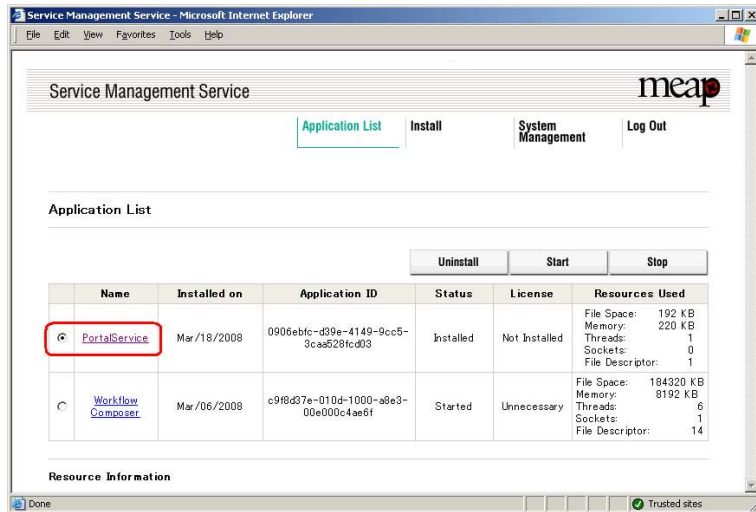 Service Management Service - Microsoft Internet Explorer
File Edit View Favorites Tools Help
Service Management Service
meap
Application List Install System Management Log Out
Application List
Uninstall Start Stop
Name Installed on Application ID Status License Resources Used
PortalService Mar/18/2008 0906ebfc-d39e-4149-9cc5-3caa528fcd03 Installed Not Installed
File Space: 192 KB
Memory: 220 KB
Threads: 1
Sockets: 0
File Descriptor: 1
Workflow Composer Mar/06/2008 c9f8d37e-010d-1000-a8e3-00e000c4ae6f Started Unnecessary
File Space: 184320 KB
Memory: 8192 KB
Threads: 6
Sockets: 1
File Descriptor: 14
Resource Information
Done Trusted sites